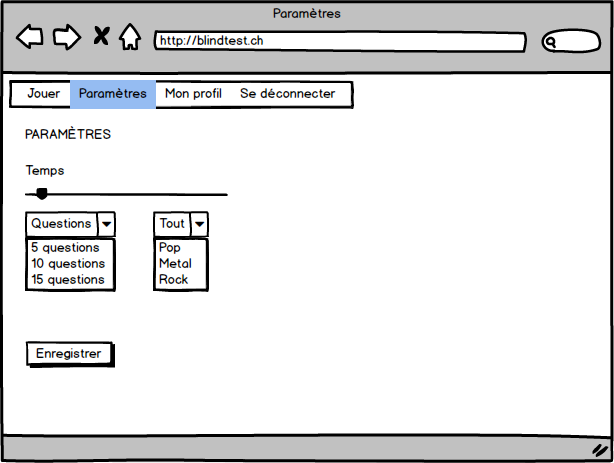 Paramètres
http://blindtest.ch
Jouer Paramètres Mon profil Se déconnecter
PARAMÈTRES
Temps
Questions Tout
5 questions Pop
10 questions Metal
15 questions Rock
Enregistrer